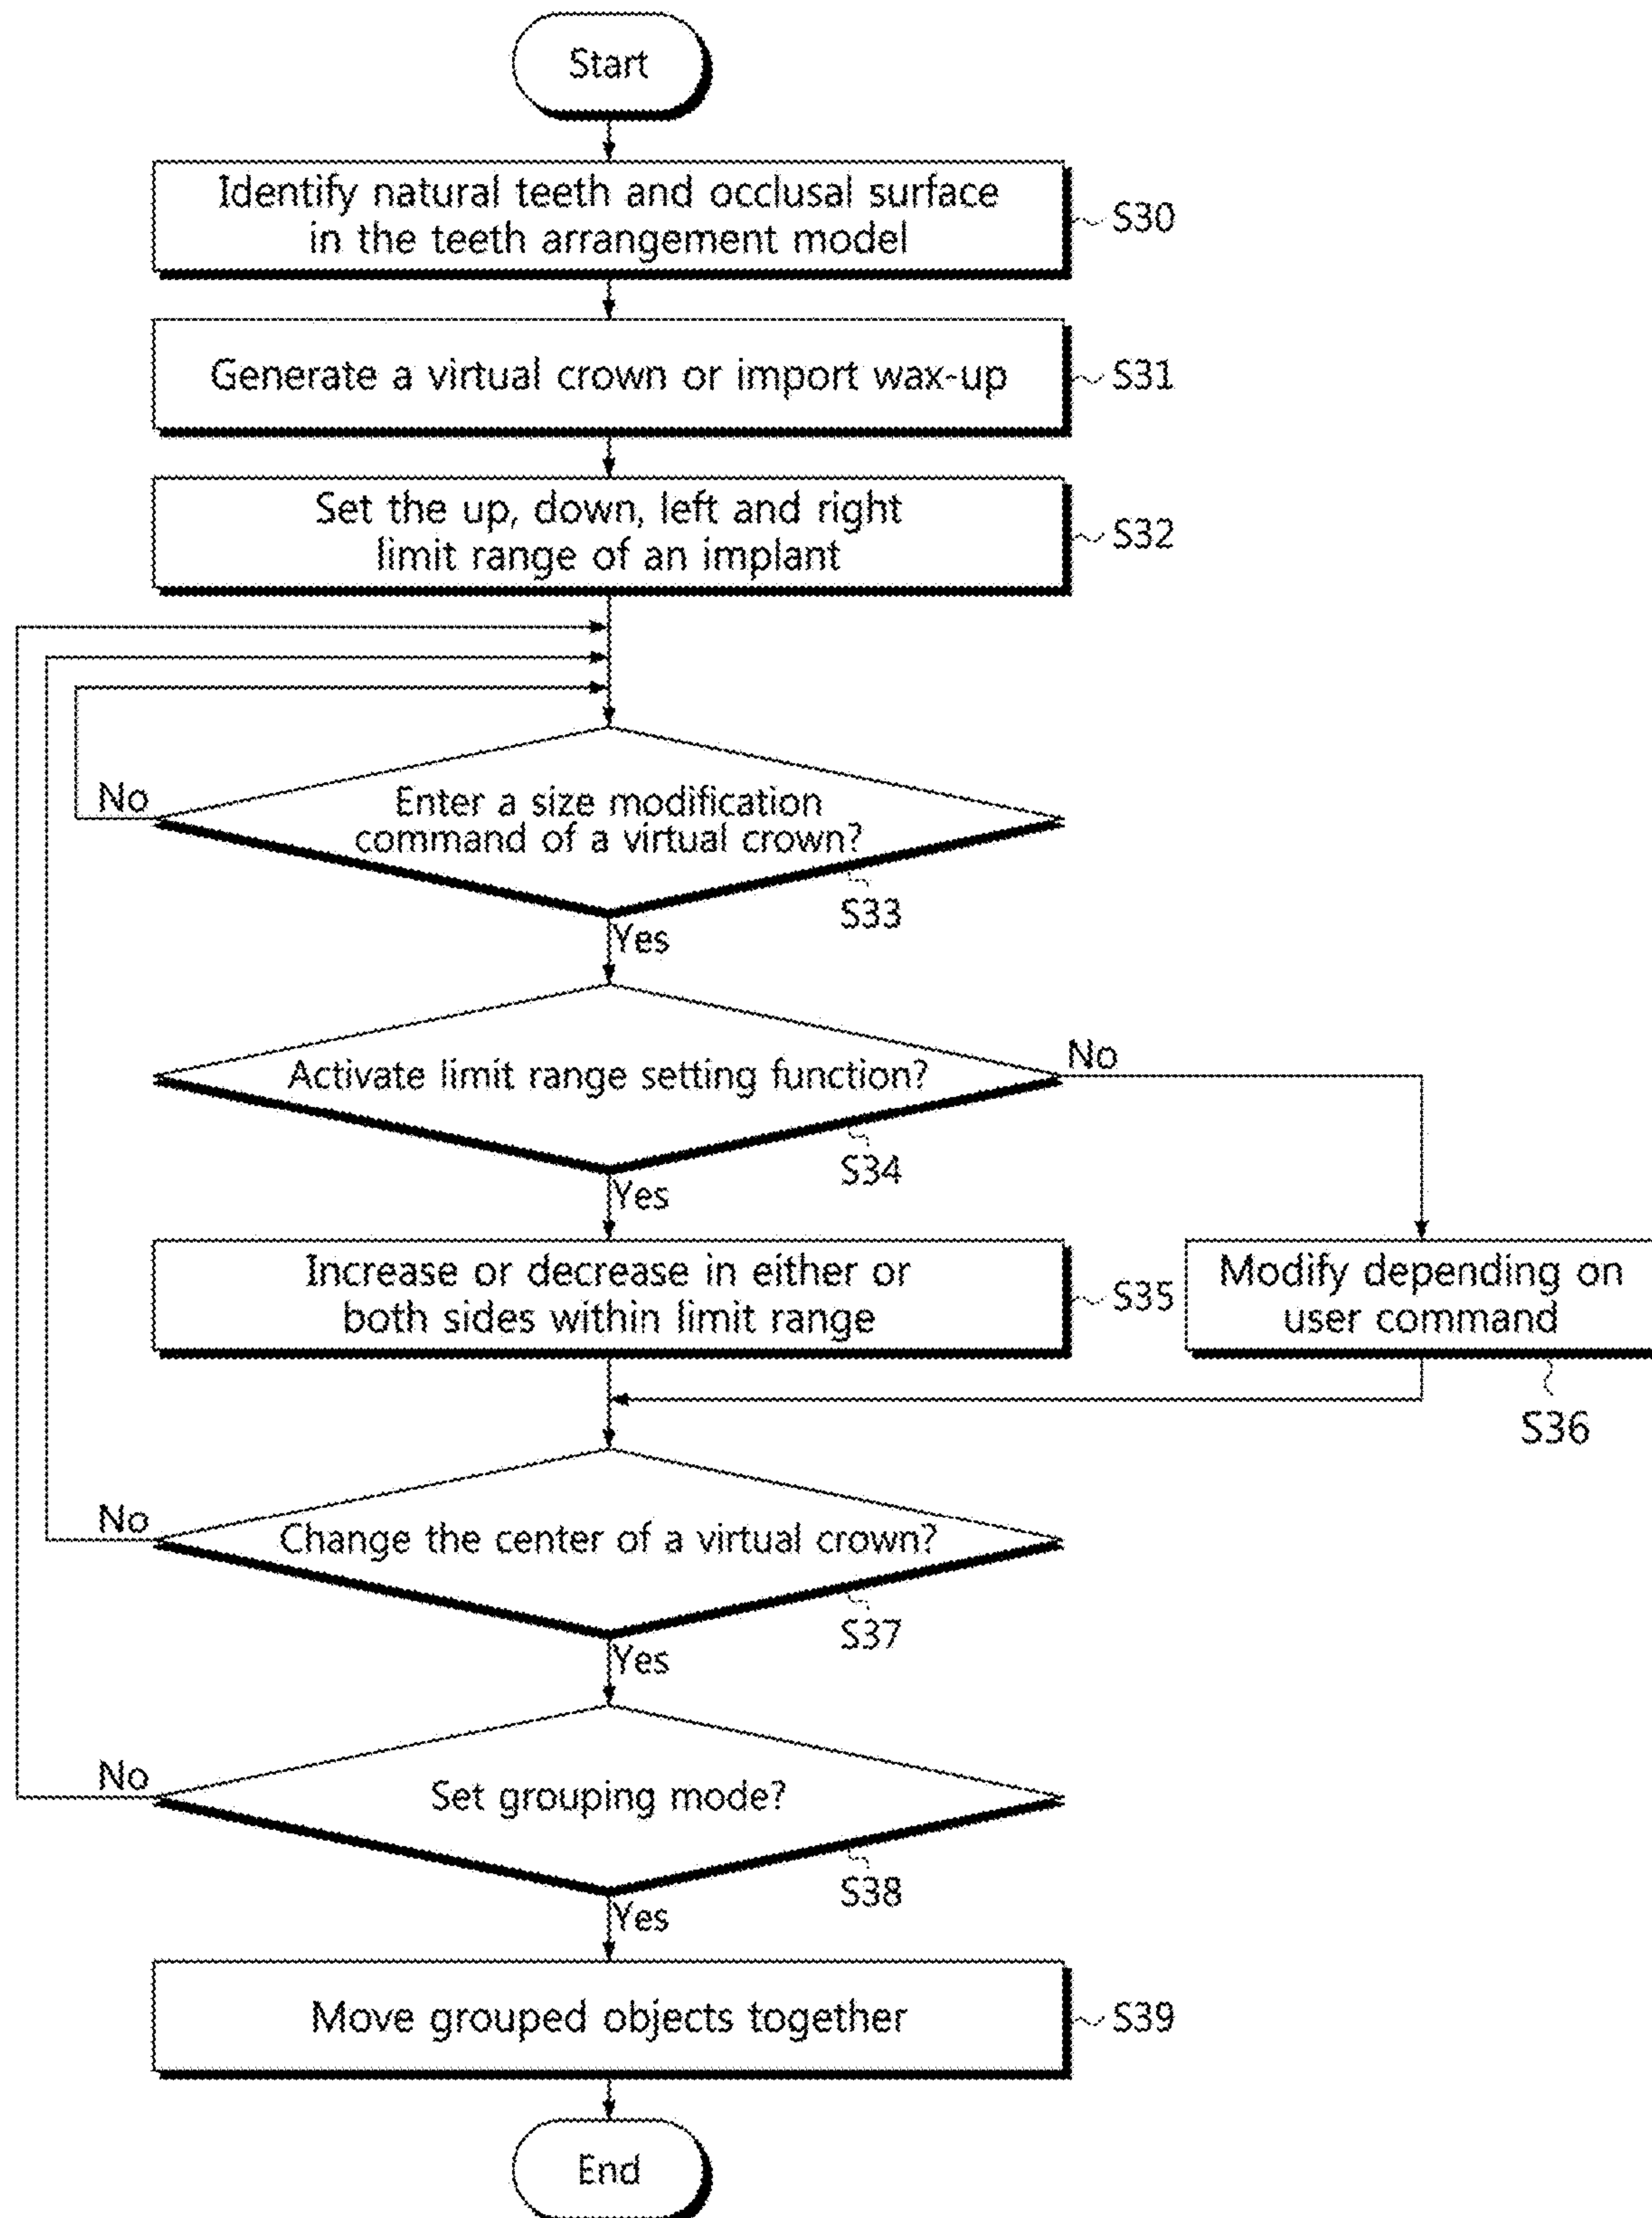 Start
Identify natural teeth and occlusal surface
in the teeth arrangement model
S30
Generate a virtual crown or import wax-up
S31
Set the up, down, left and right
limit range of an implant
S32
No
Enter a size modification
command of a virtual crown?
S33
Yes
No
Activate limit range setting function?
S34
Yes
Increase or decrease in either or
both sides within limit range
S35
Modify depending on
user command
S36
No
Change the center of a virtual crown?
S37
Yes
No
Set grouping mode?
S38
Yes
Move grouped objects together
S39
End